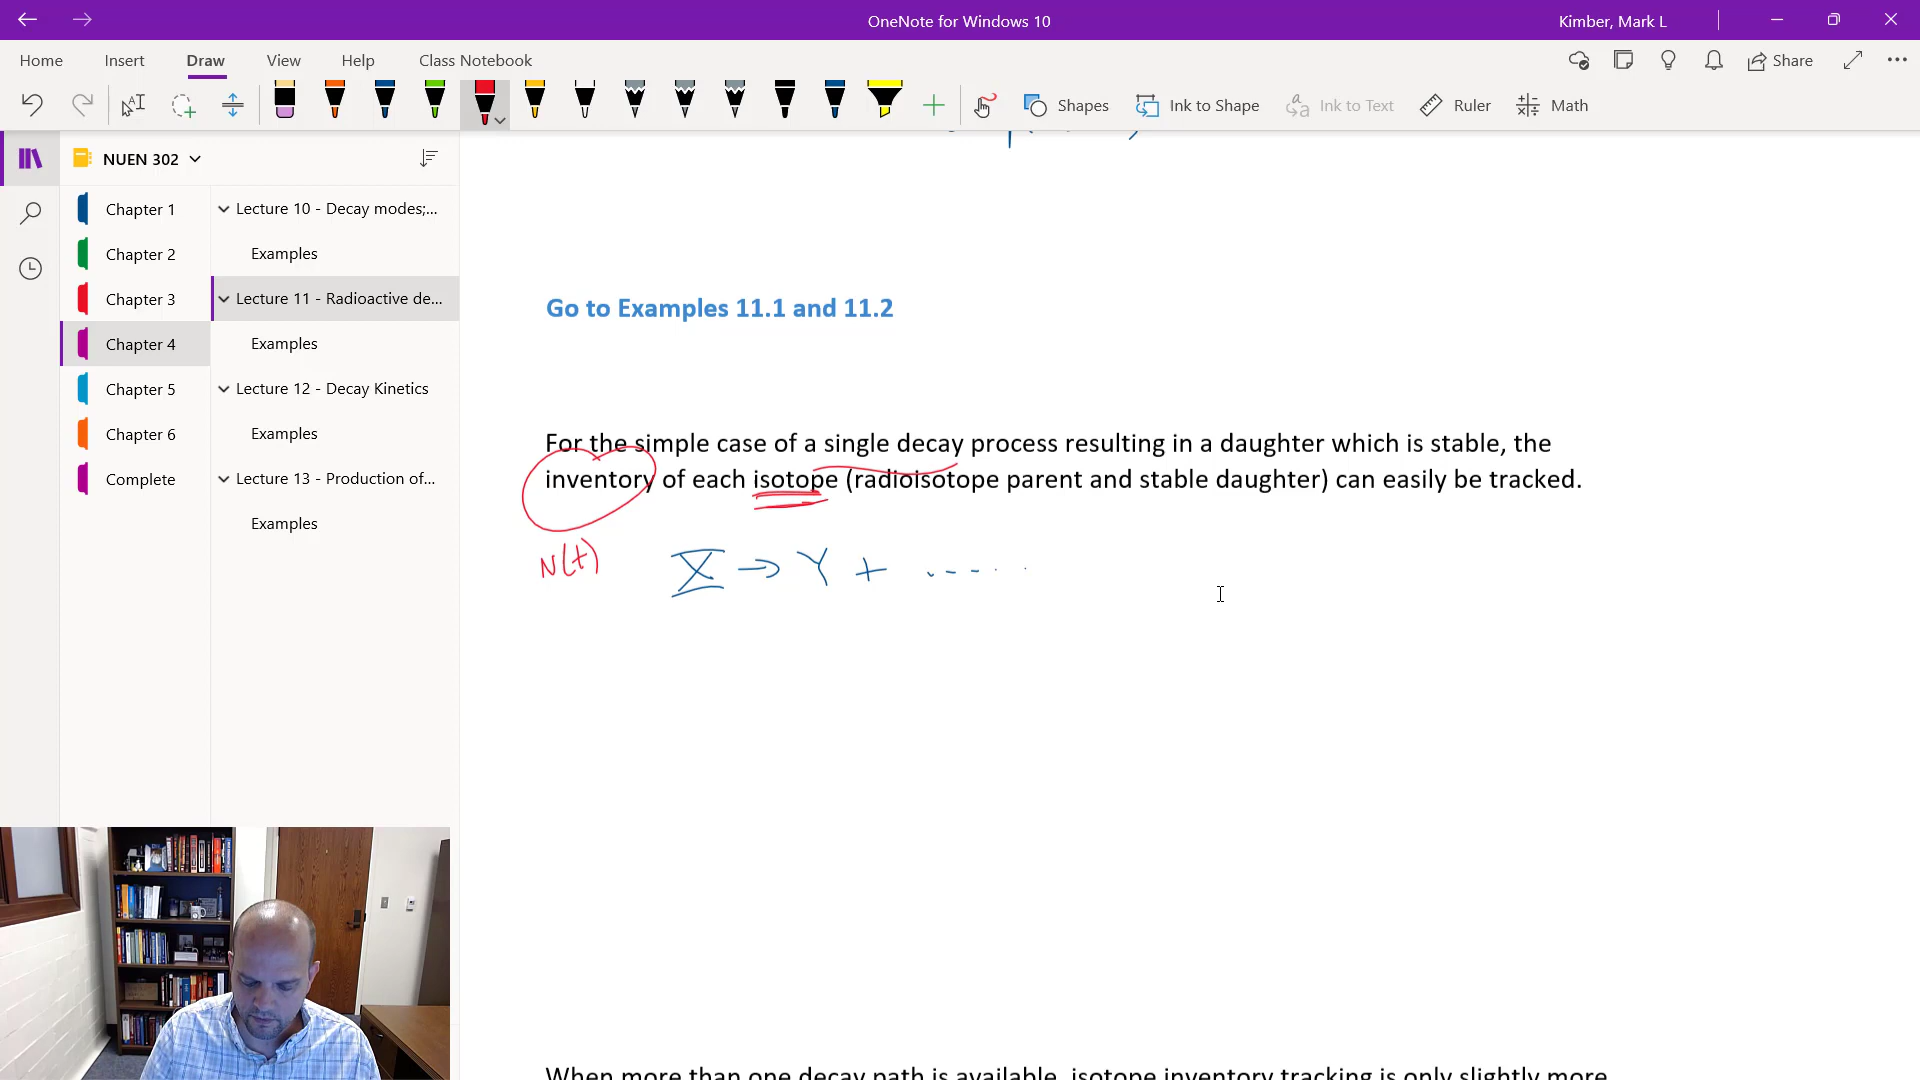 OneNote for Windows 10
Kimber, Mark L
Home Insert Draw View Help Class Notebook
Share
Shapes Ink to Shape Ink to Text Ruler Math
NUEN 302
Chapter 1
Chapter 2
Chapter 3
Chapter 4
Chapter 5
Chapter 6
Complete
Lecture 10 - Decay modes;...
Examples
Lecture 11 - Radioactive de...
Examples
Lecture 12 - Decay Kinetics
Examples
Lecture 13 - Production of...
Examples
Go to Examples 11.1 and 11.2
For the simple case of a single decay process resulting in a daughter which is stable, the
inventory of each isotope (radioisotope parent and stable daughter) can easily be tracked.
N(t) X → Y + ......
When more than one decay path is available, isotope inventory tracking is only slightly more